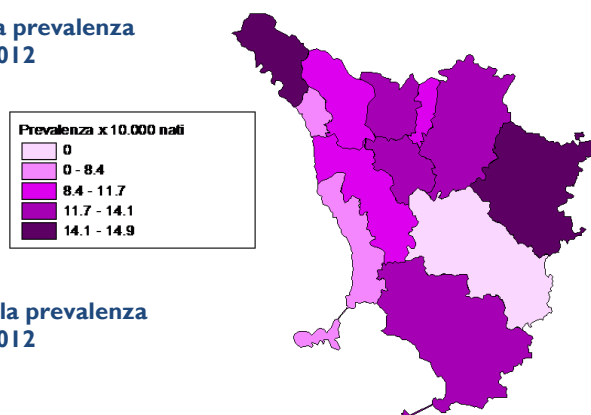 a prevalenza
012
Prevalenza x 10.000 nati
0
0 - 8.4
8.4 - 11.7
11.7 - 14.1
14.1 - 14.9
la prevalenza
012